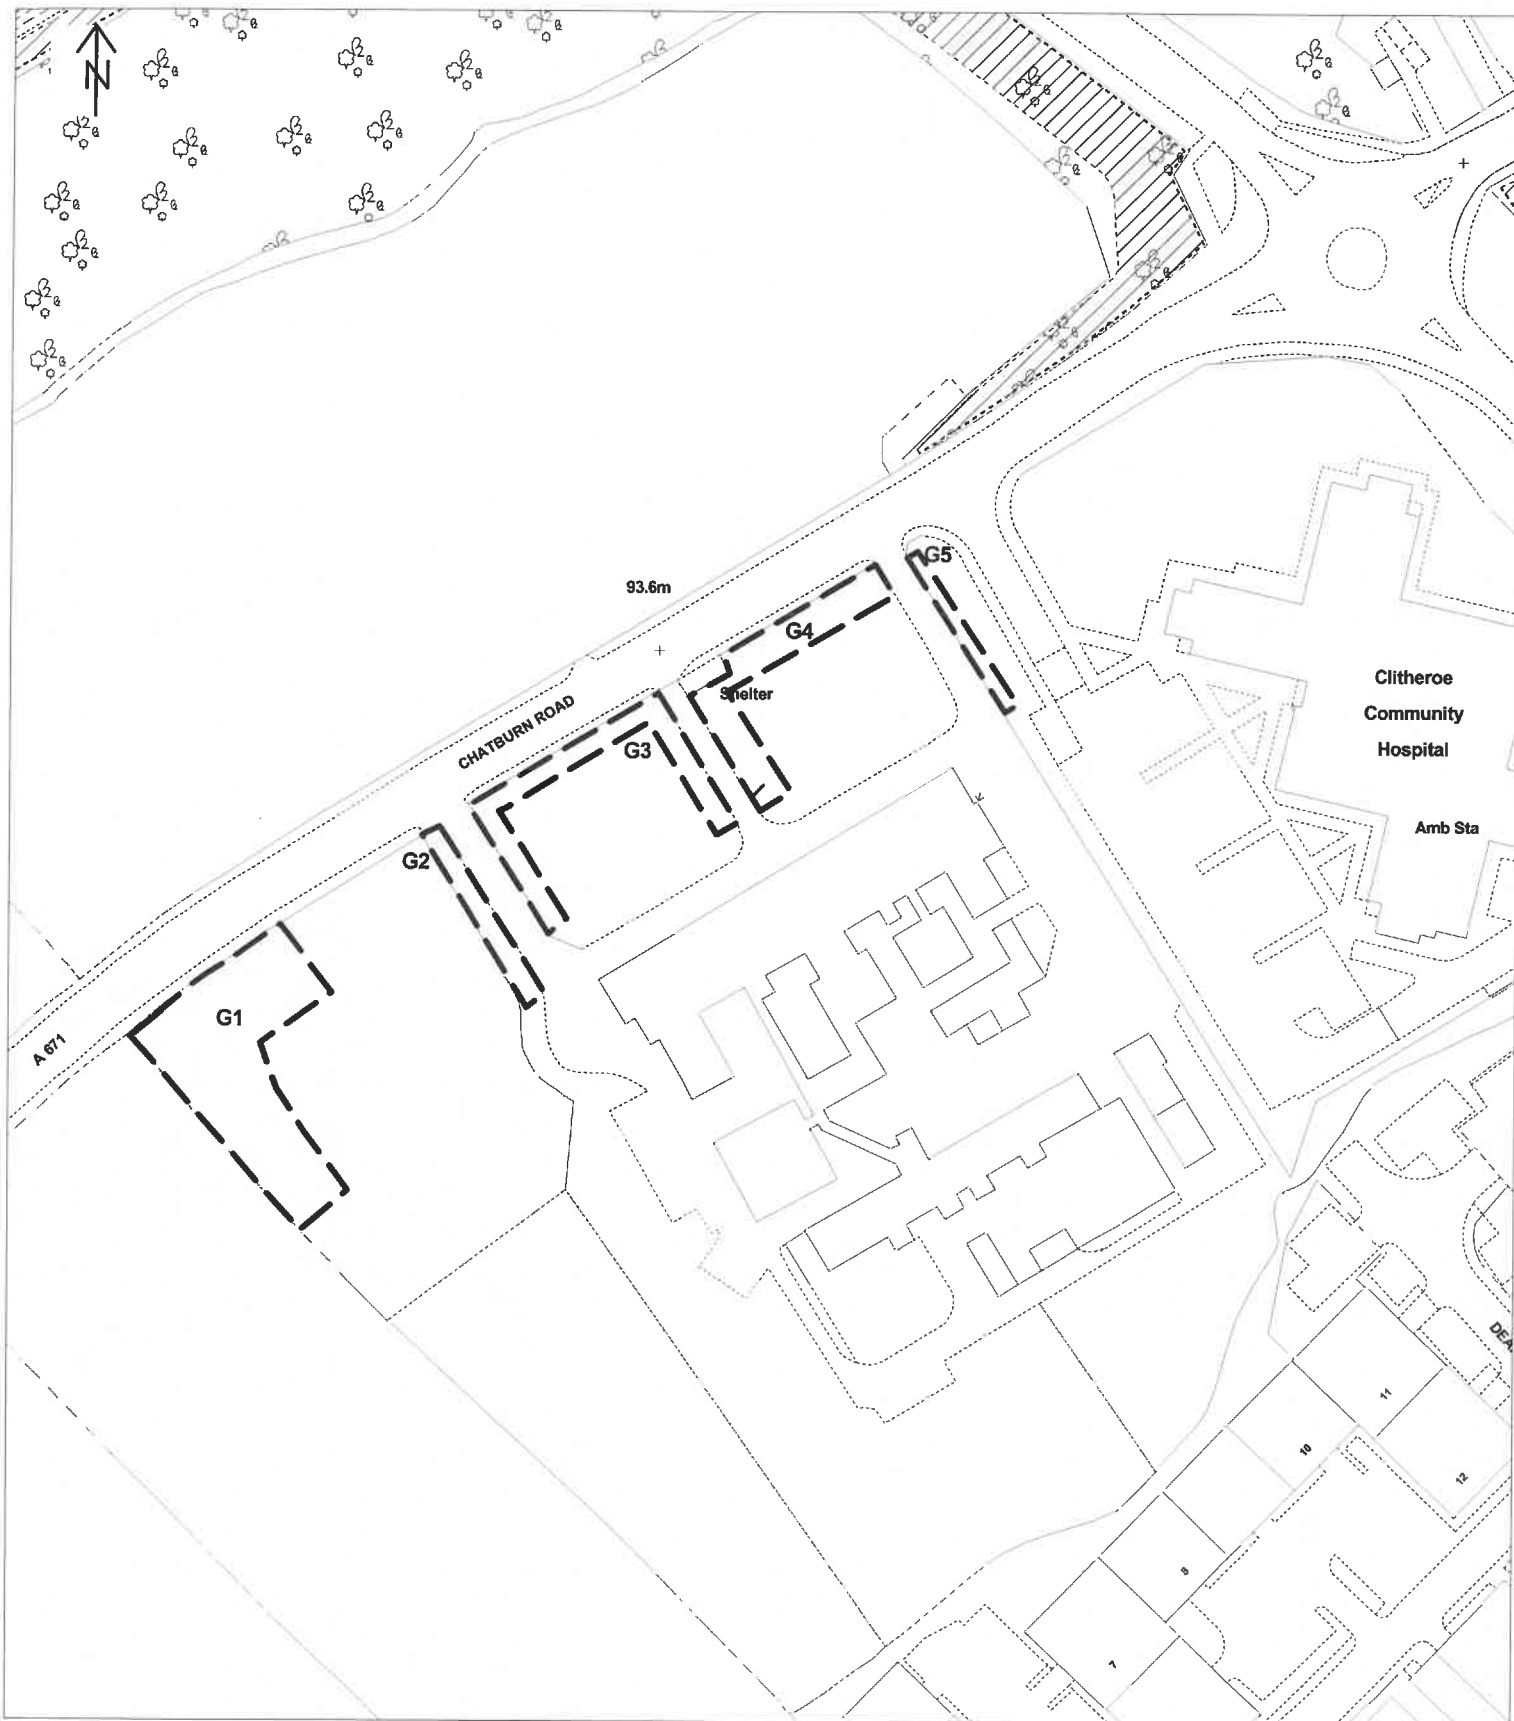 N
G5
93.6m
G4
Clitheroe
Community
Hospital
Shelter
CHATBURN ROAD
G3
Amb Sta
G2
G1
A 671
11
10
12
8
7